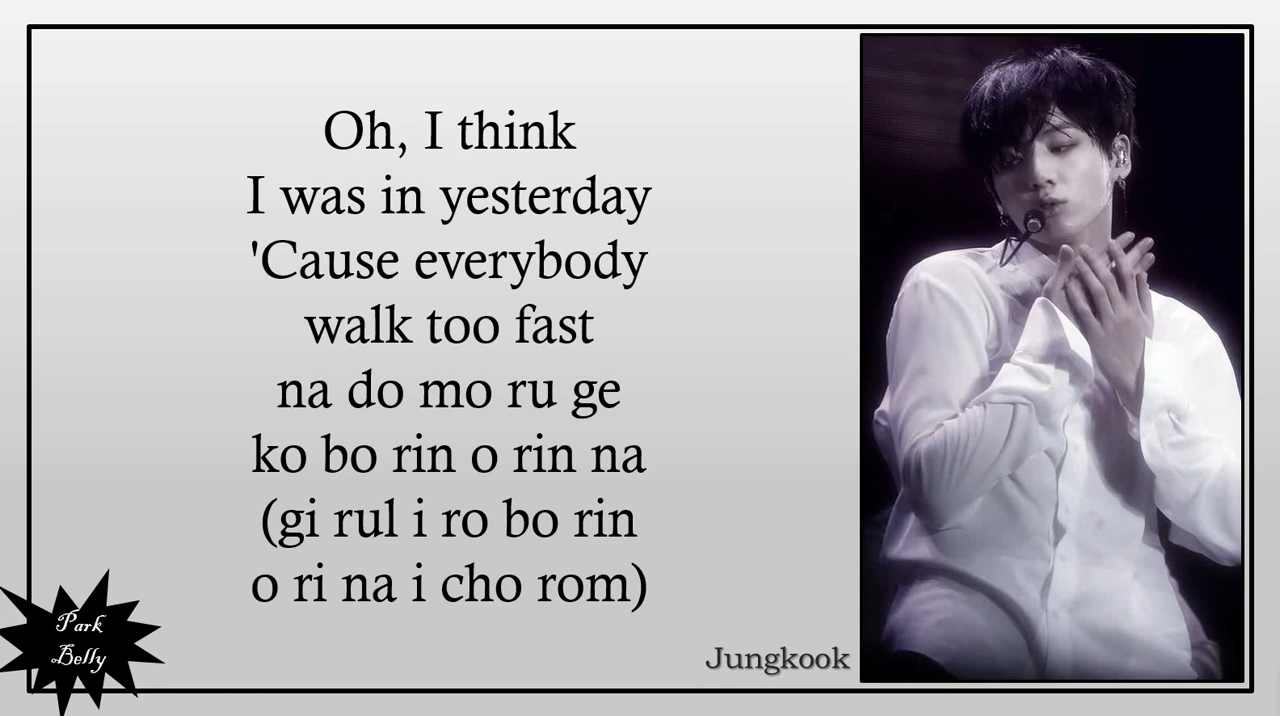 Oh, I think
I was in yesterday
'Cause everybody
walk too fast
na do mo ru ge
ko bo rin o rin na
(gi rul i ro bo rin
o ri na i cho rom)
Jungkook
Park
Belly